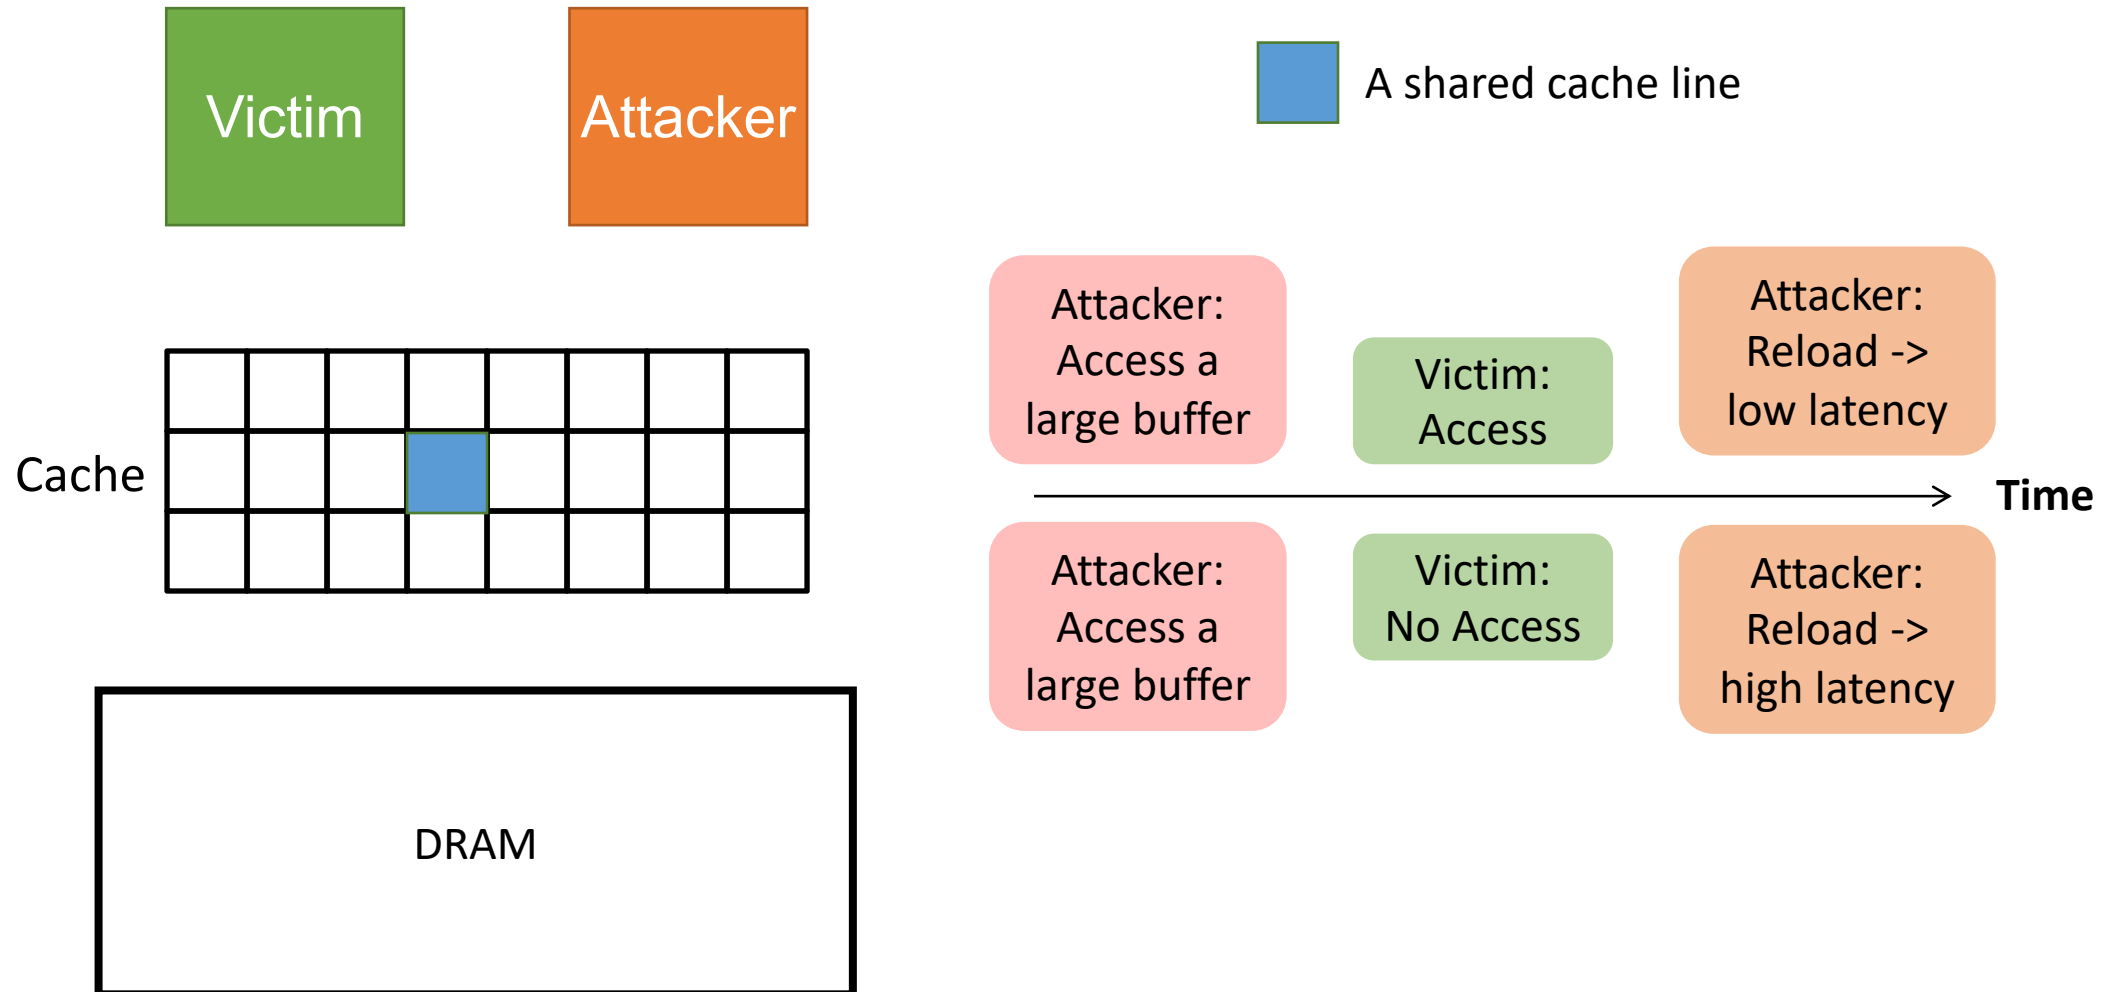 Victim
Attacker
A shared cache line
Cache
DRAM
Attacker:
Access a
large buffer
Victim:
Access
Attacker:
Reload ->
low latency
Time
Attacker:
Access a
large buffer
Victim:
No Access
Attacker:
Reload ->
high latency